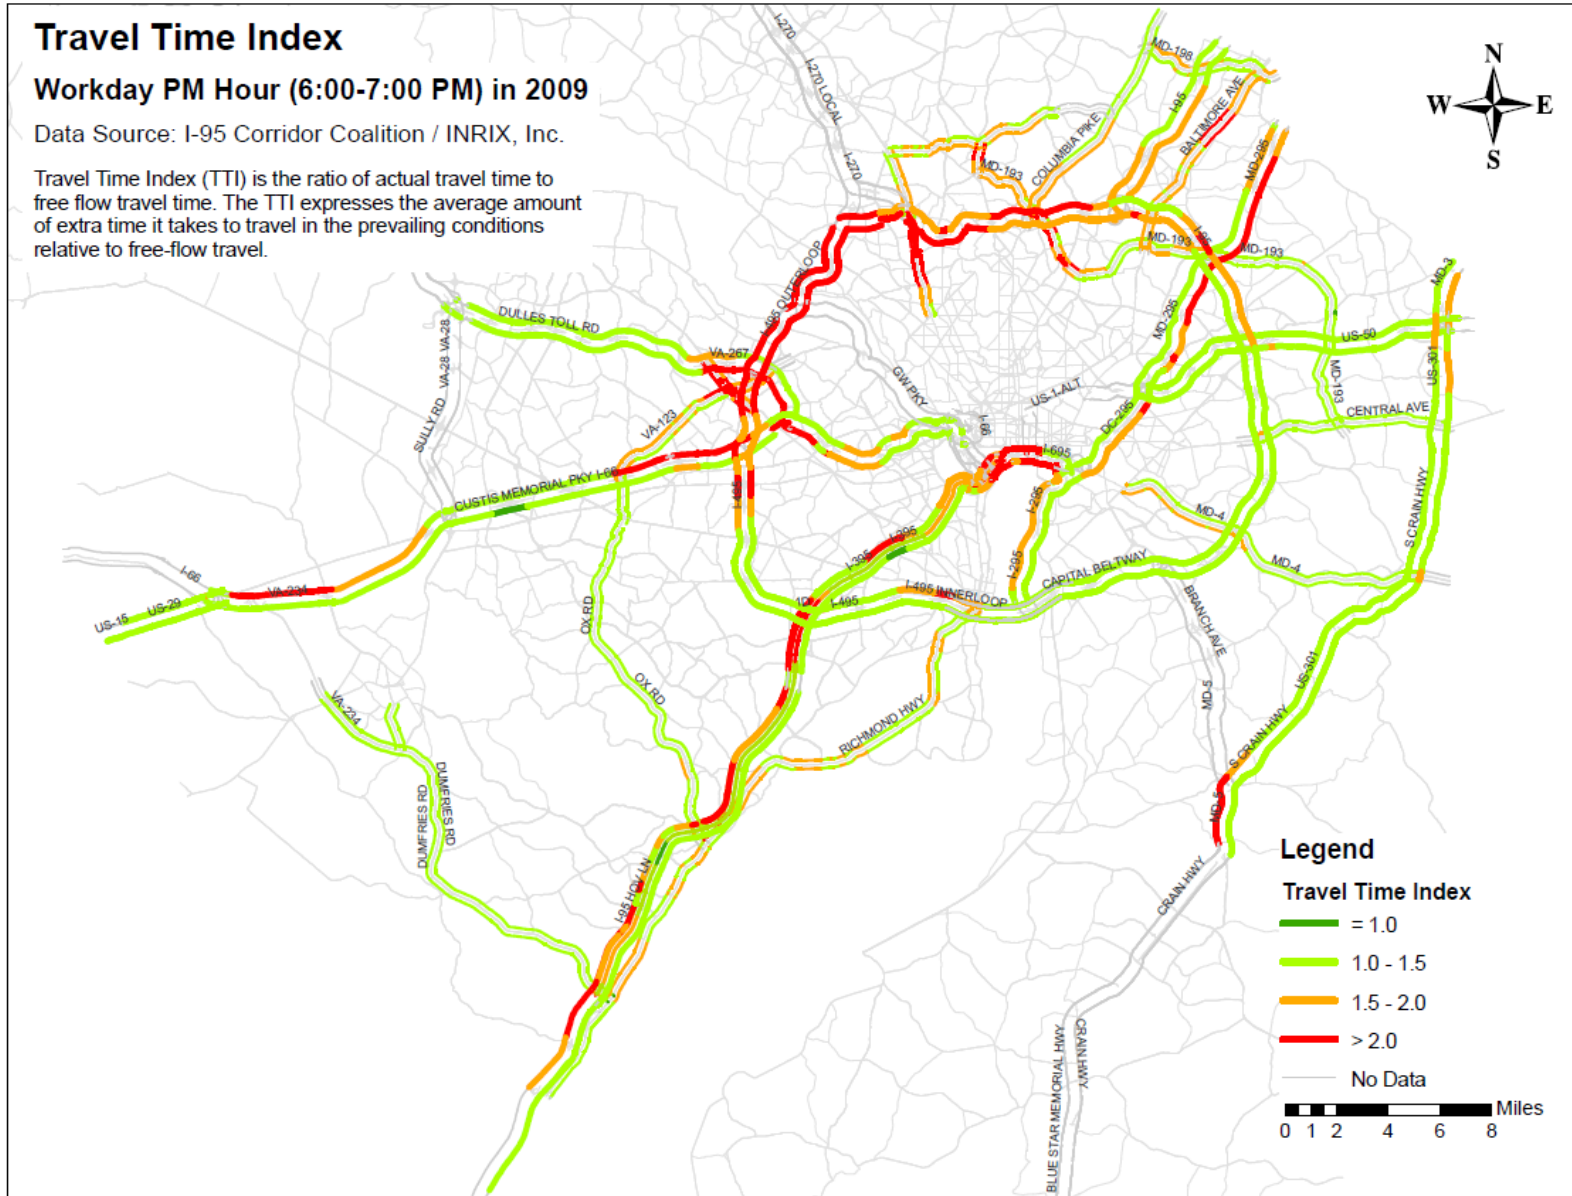 Travel Time Index
Workday PM Hour (6:00-7:00 PM) in 2009
Data Source: I-95 Corridor Coalition / INRIX, Inc.
Travel Time Index (TTI) is the ratio of actual travel time to
free flow travel time. The TTI expresses the average amount
of extra time it takes to travel in the prevailing conditions
relative to free-flow travel.
N
W
E
S
I-270
I-270 LOCAL
I-270
MD-198
I-95
BALTIMORE AVE
COLUMBIA PIKE
MD-193
MD-295
MD-193
I-95
MD-193
MD-3
I-495 OUTERLOOP
DULLES TOLL RD
VA-28
VA-28
VA-267
MD-295
US-50
US-301
GW PKY
US-1-ALT
MD-193
SULLY RD
VA-123
I-66
DC-295
CENTRAL AVE
I-695
CUSTIS MEMORIAL PKY
I-66
I-495
I-295
MD-4
S CRAIN HWY
I-395
I-395
I-295
CAPITAL BELTWAY
MD-4
I-66
VA-234
US-29
US-15
I-495
I-495 INNERLOOP
OX RD
BRANCH AVE
OX RD
MD-5
US-301
VA-234
RICHMOND HWY
S CRAIN HWY
DUMFRIES RD
DUMFRIES RD
MD-5
I-95 HOV LN
CRAIN HWY
BLUE STAR MEMORIAL HWY
CRAIN HWY
Legend
Travel Time Index
= 1.0
1.0 - 1.5
1.5 - 2.0
> 2.0
No Data
Miles
0 1 2 4 6 8